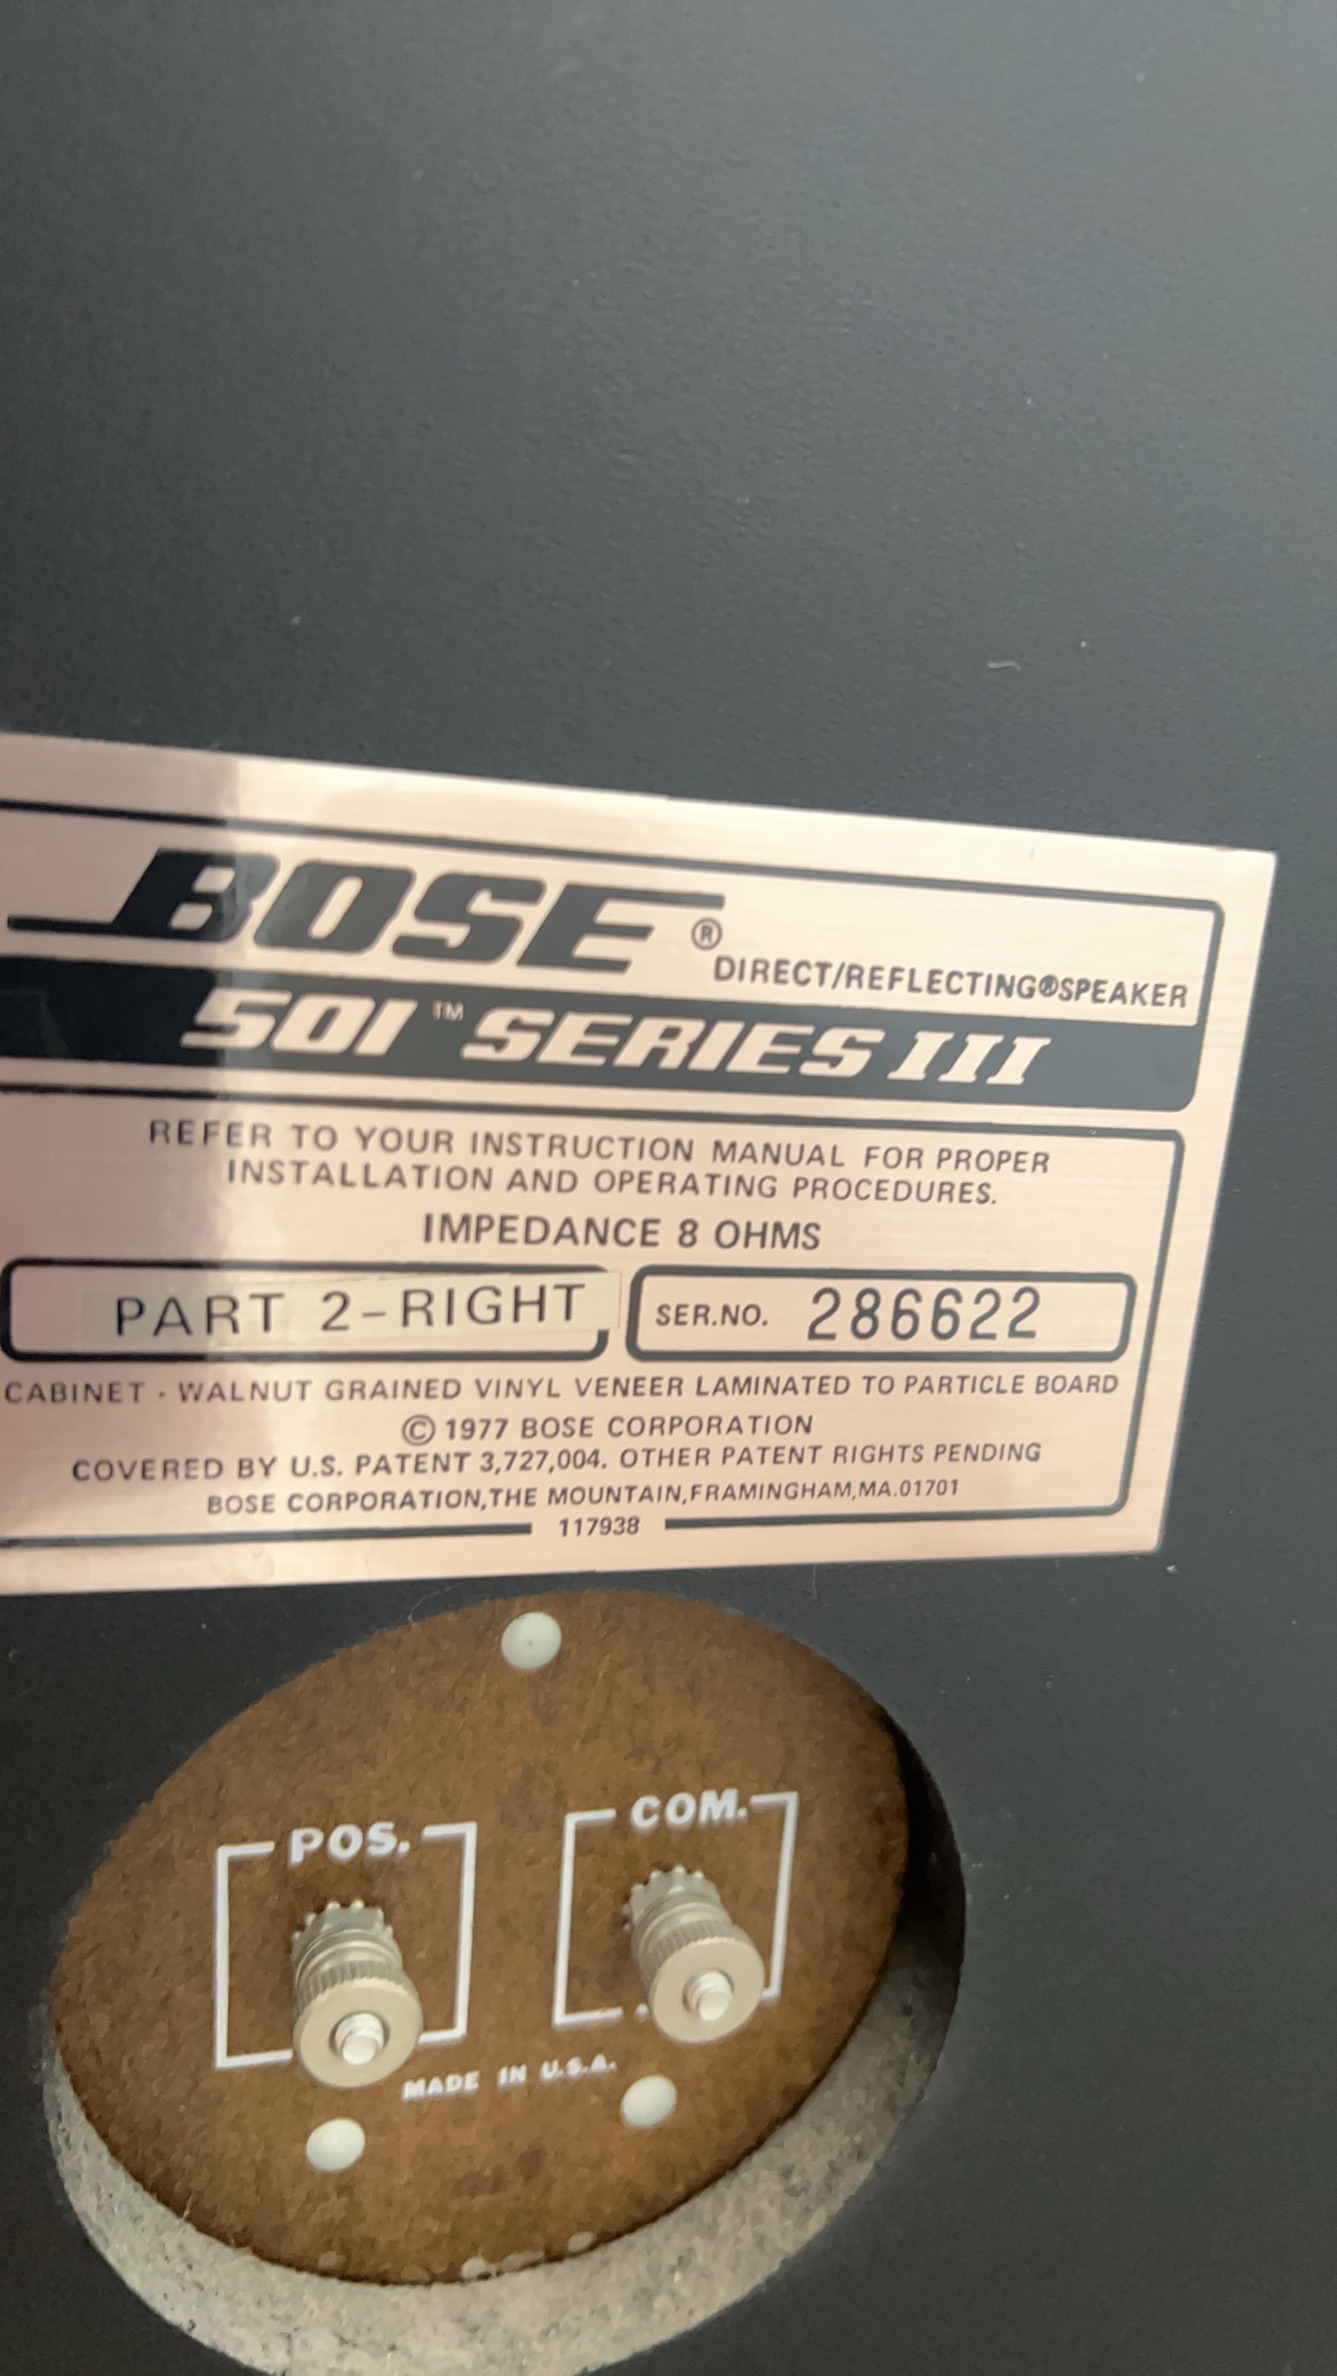 BOSE®
DIRECT/REFLECTING®SPEAKER
501™ SERIES III
REFER TO YOUR INSTRUCTION MANUAL FOR PROPER
INSTALLATION AND OPERATING PROCEDURES.
IMPEDANCE 8 OHMS
PART 2-RIGHT
SER.NO. 286622
CABINET · WALNUT GRAINED VINYL VENEER LAMINATED TO PARTICLE BOARD
© 1977 BOSE CORPORATION
COVERED BY U.S. PATENT 3,727,004. OTHER PATENT RIGHTS PENDING
BOSE CORPORATION,THE MOUNTAIN,FRAMINGHAM,MA.01701
117938
POS.
COM.
MADE IN U.S.A.